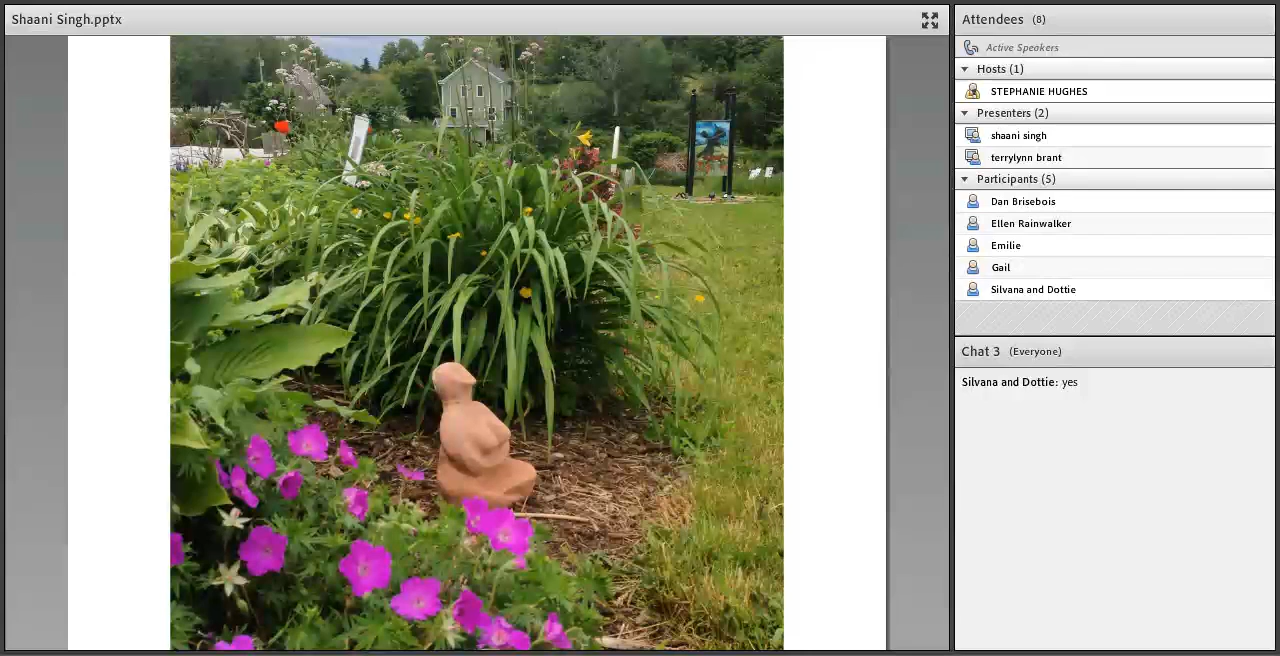 Shaani Singh.pptx
Attendees (8)
Active Speakers
Hosts (1)
STEPHANIE HUGHES
Presenters (2)
shaani singh
terrylynn brant
Participants (5)
Dan Brisebois
Ellen Rainwalker
Emilie
Gail
Silvana and Dottie
Chat 3 (Everyone)
Silvana and Dottie: yes